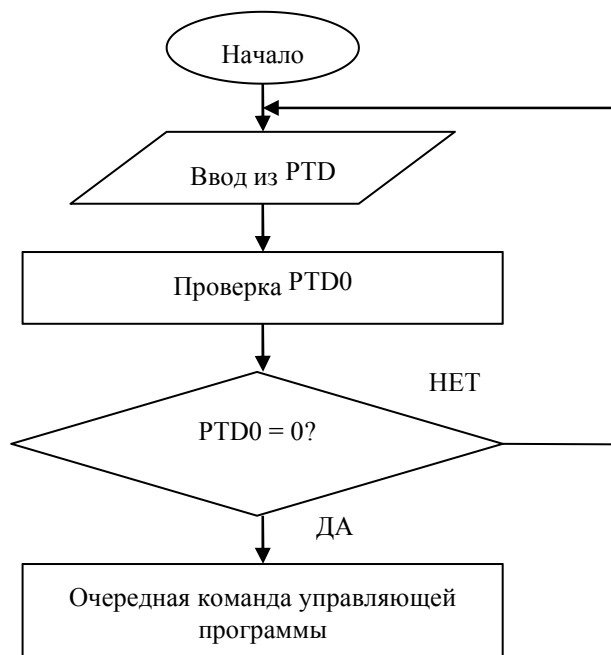 Начало
Ввод из PTD
Проверка PTD0
НЕТ
PTD0 = 0?
ДА
Очередная команда управляющей
программы